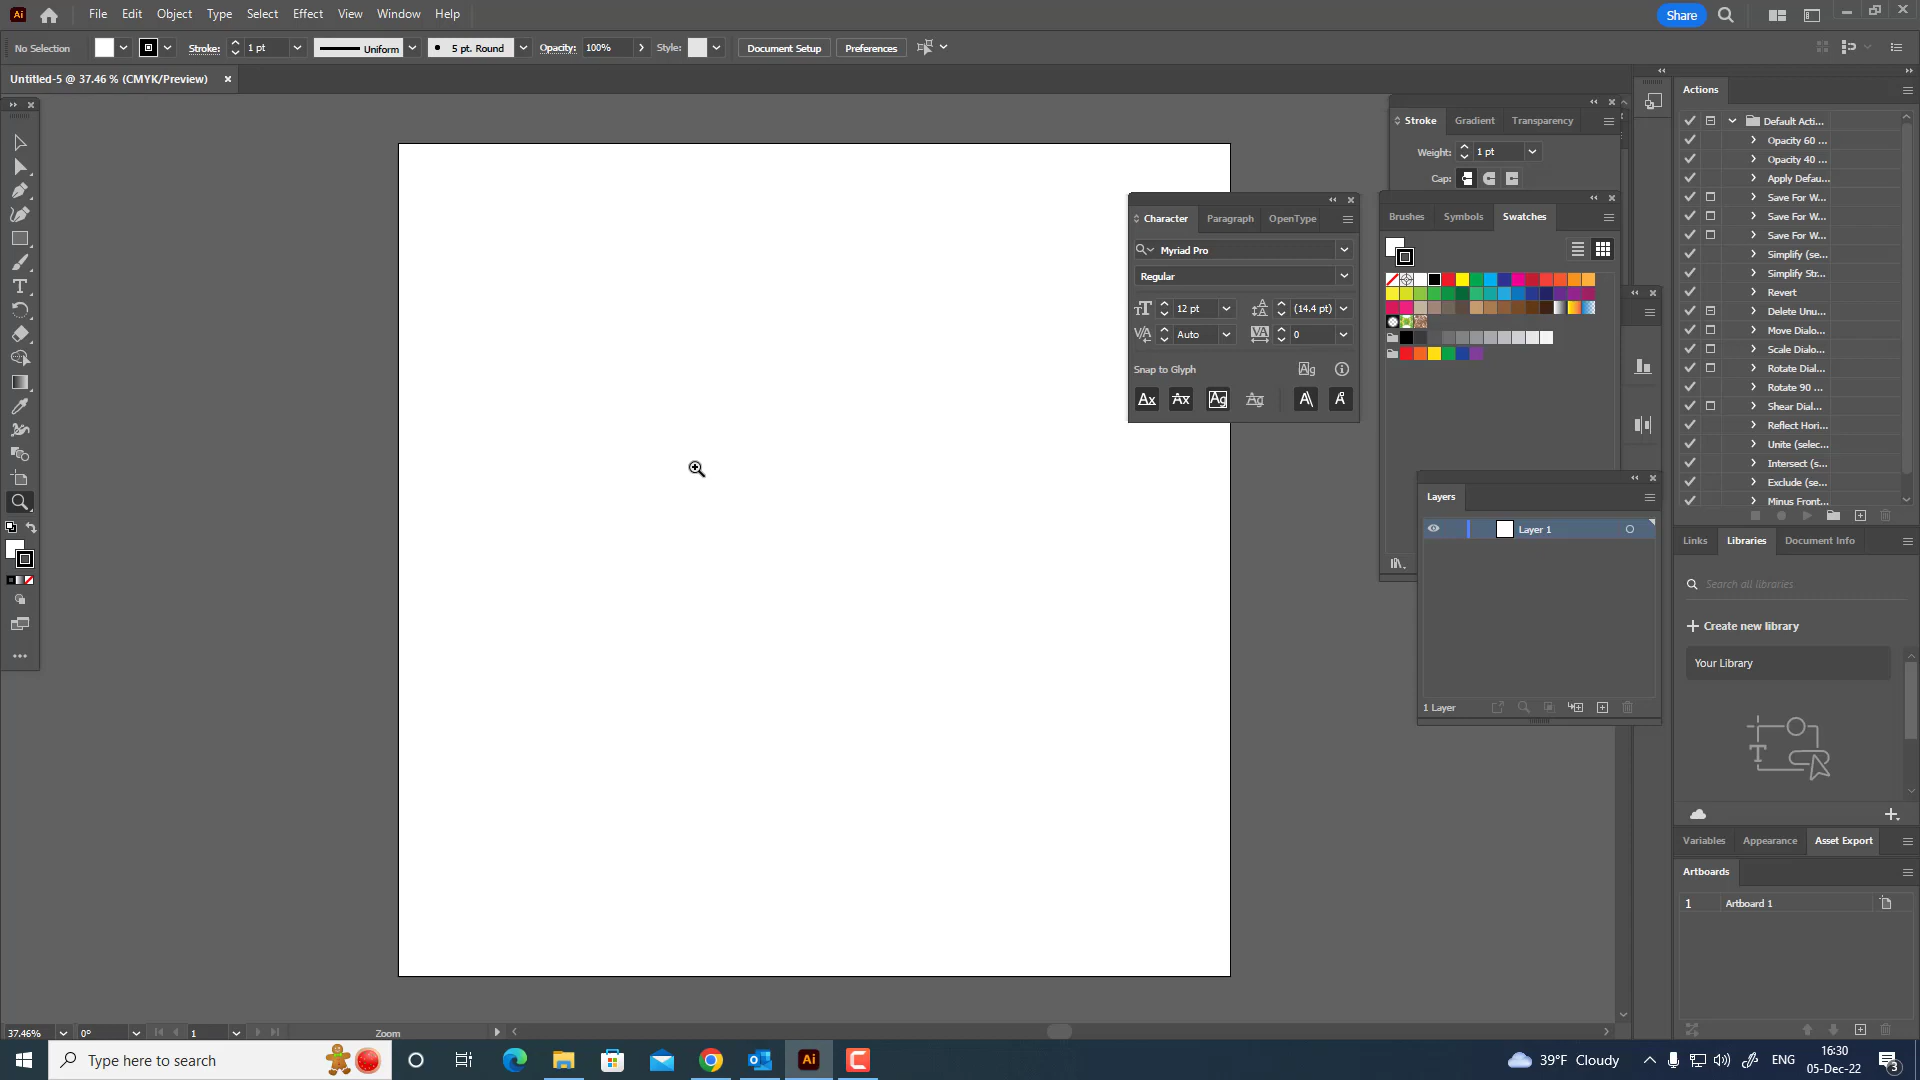 Ai File Edit Object Type Select Effect View Window Help Share
No Selection Stroke: 1 pt Uniform 5 pt. Round Opacity: 100% Style: Document Setup Preferences
Untitled-5 @ 37.46 % (CMYK/Preview)
Actions
Default Acti...
Opacity 60 ...
Opacity 40 ...
Apply Defau...
Save For W...
Save For W...
Save For W...
Simplify (se...
Simplify Str...
Revert
Delete Unu...
Move Dialo...
Scale Dialo...
Rotate Dial...
Rotate 90 ...
Shear Dial...
Reflect Hori...
Unite (selec...
Intersect (s...
Exclude (se...
Minus Front...
Stroke Gradient Transparency
Weight: 1 pt
Cap:
Character Paragraph OpenType
Myriad Pro
Regular
12 pt (14.4 pt)
Auto 0
Snap to Glyph
Brushes Symbols Swatches
Layers
Layer 1
1 Layer
Links Libraries Document Info
Search all libraries
Create new library
Your Library
Variables Appearance Asset Export
Artboards
1 Artboard 1
37.46% 0° 1 Zoom
Type here to search Ai 39°F Cloudy ENG 16:30
05-Dec-22 3